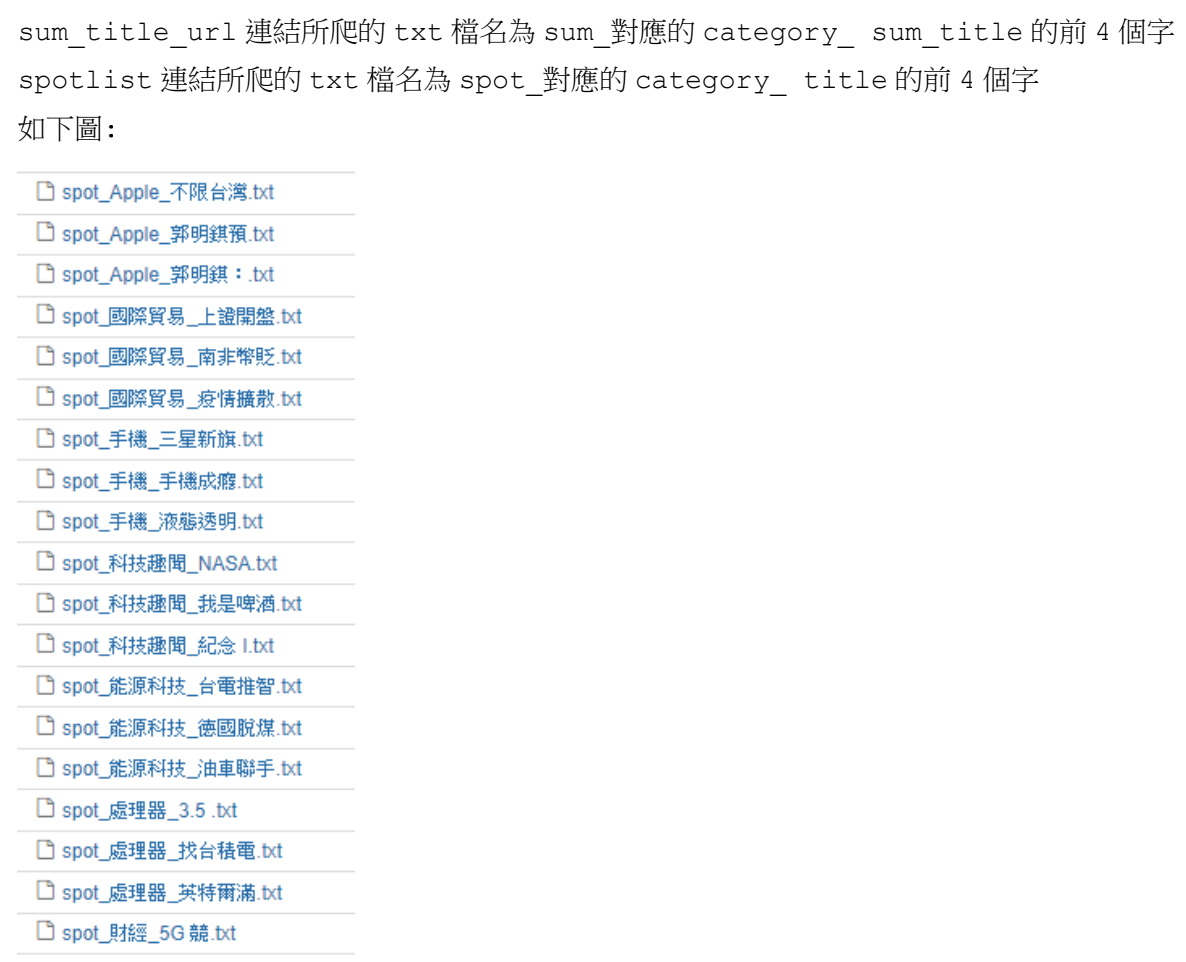 sum_title_url 連結所爬的 txt 檔名為 sum_對應的 category_ sum_title 的前 4 個字
spotlist 連結所爬的 txt 檔名為 spot_對應的 category_ title 的前 4 個字
如下圖:
spot_Apple_不限台灣.txt
spot_Apple_郭明錤預.txt
spot_Apple_郭明錤：.txt
spot_國際貿易_上證開盤.txt
spot_國際貿易_南非幣貶.txt
spot_國際貿易_疫情擴散.txt
spot_手機_三星新旗.txt
spot_手機_手機成癮.txt
spot_手機_液態透明.txt
spot_科技趣聞_NASA.txt
spot_科技趣聞_我是啤酒.txt
spot_科技趣聞_紀念 I.txt
spot_能源科技_台電推智.txt
spot_能源科技_德國脫煤.txt
spot_能源科技_油車聯手.txt
spot_處理器_3.5 .txt
spot_處理器_找台積電.txt
spot_處理器_英特爾滿.txt
spot_財經_5G 競.txt